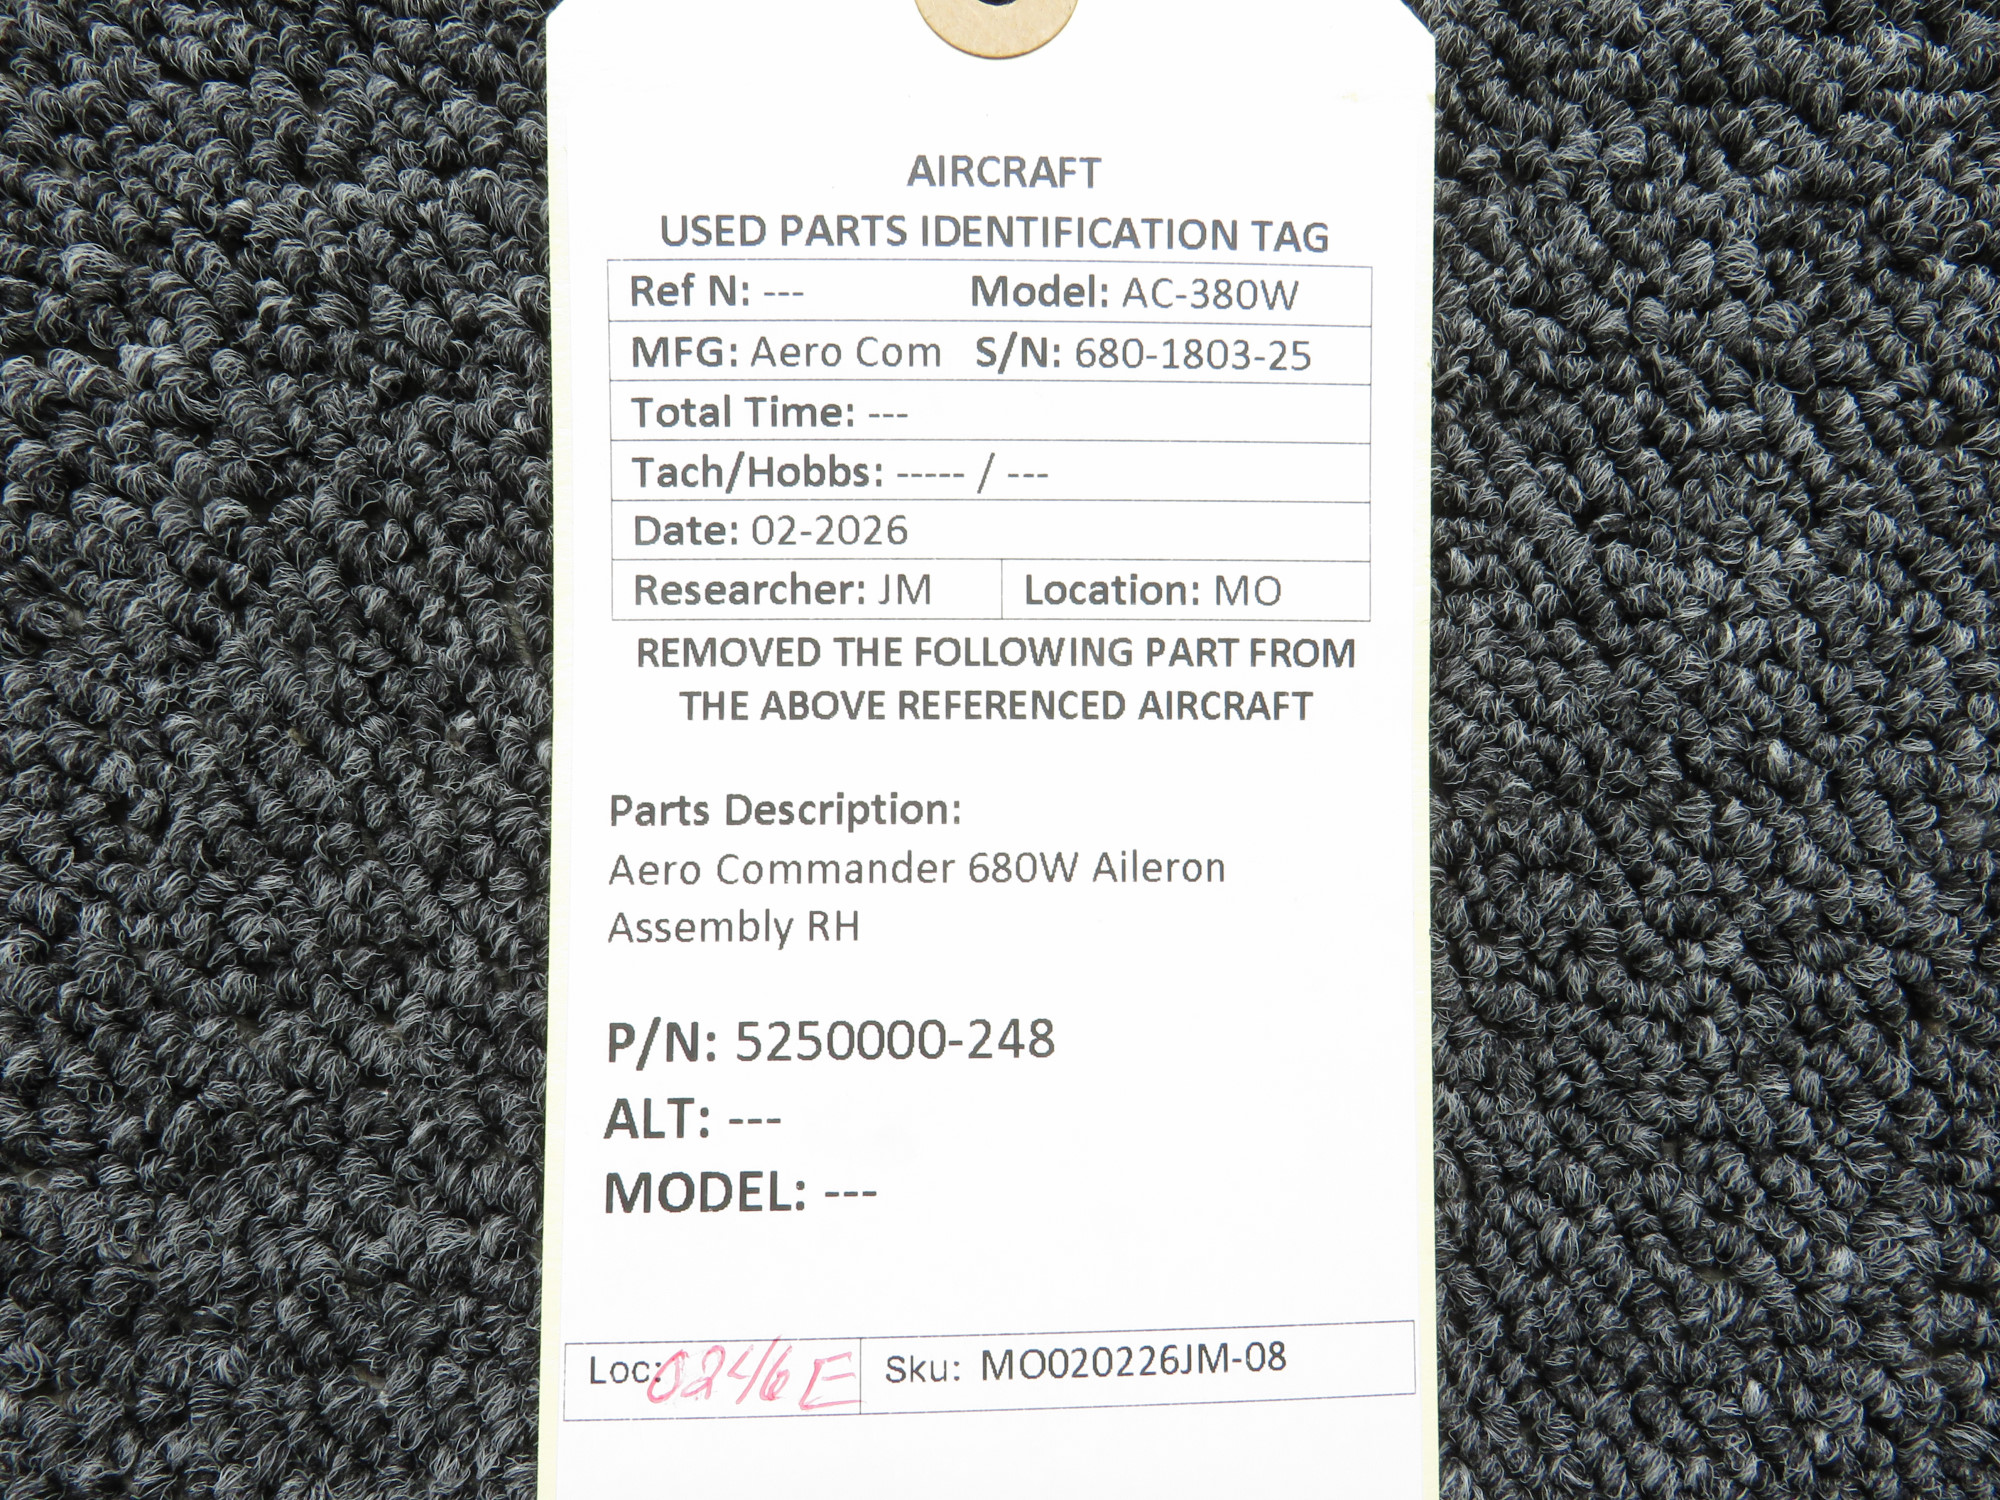 AIRCRAFT
USED PARTS IDENTIFICATION TAG
Ref N: --- Model: AC-380W
MFG: Aero Com S/N: 680-1803-25
Total Time: ---
Tach/Hobbs: ----- / ---
Date: 02-2026
Researcher: JM Location: MO
REMOVED THE FOLLOWING PART FROM
THE ABOVE REFERENCED AIRCRAFT
Parts Description:
Aero Commander 680W Aileron
Assembly RH
P/N: 5250000-248
ALT: ---
MODEL: ---
Loc: 0246E Sku: MO020226JM-08